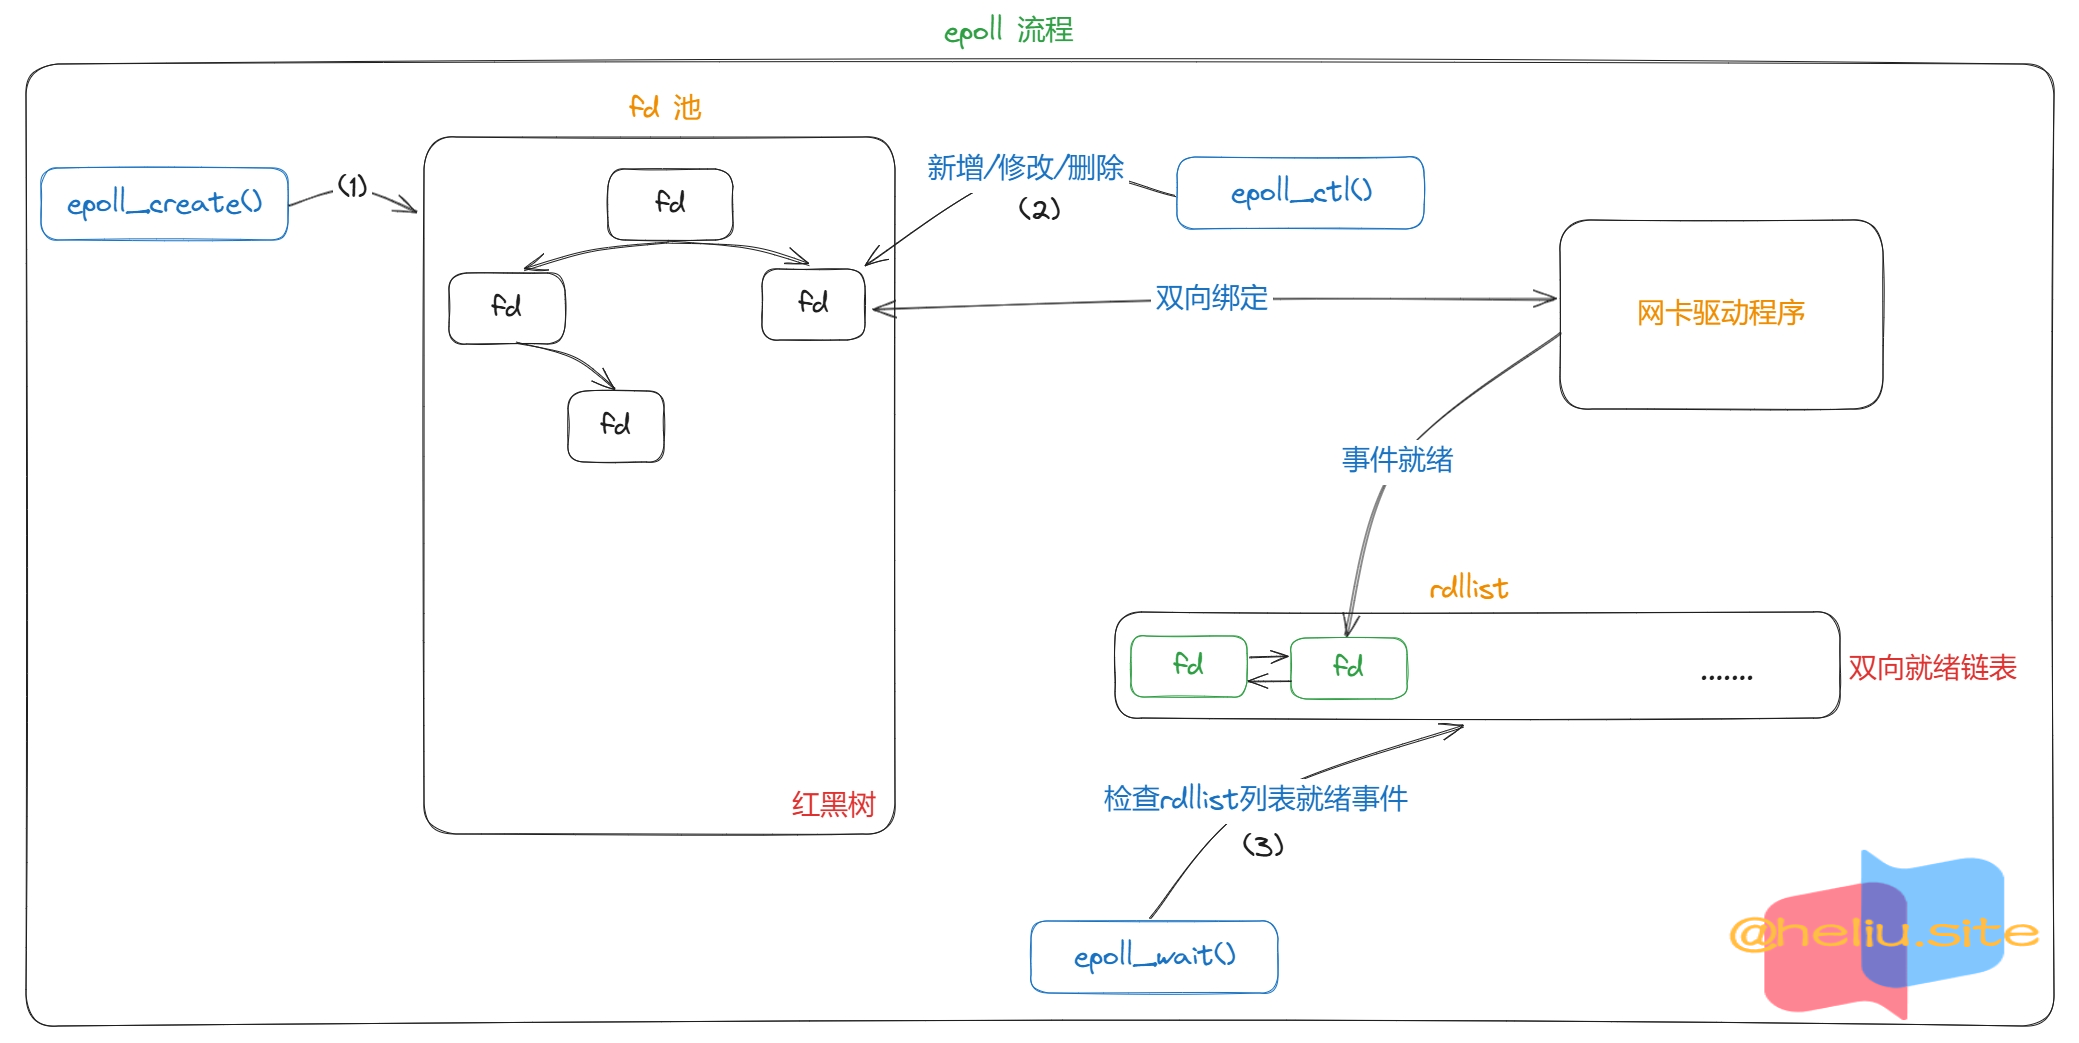 epoll 流程
fd 池
epoll_create()
(1)
fd
fd
fd
fd
红黑树
新增/修改/删除
(2)
epoll_ctl()
双向绑定
网卡驱动程序
事件就绪
rdllist
fd
fd
.......
双向就绪链表
检查rdllist列表就绪事件
(3)
epoll_wait()
@heliu.site